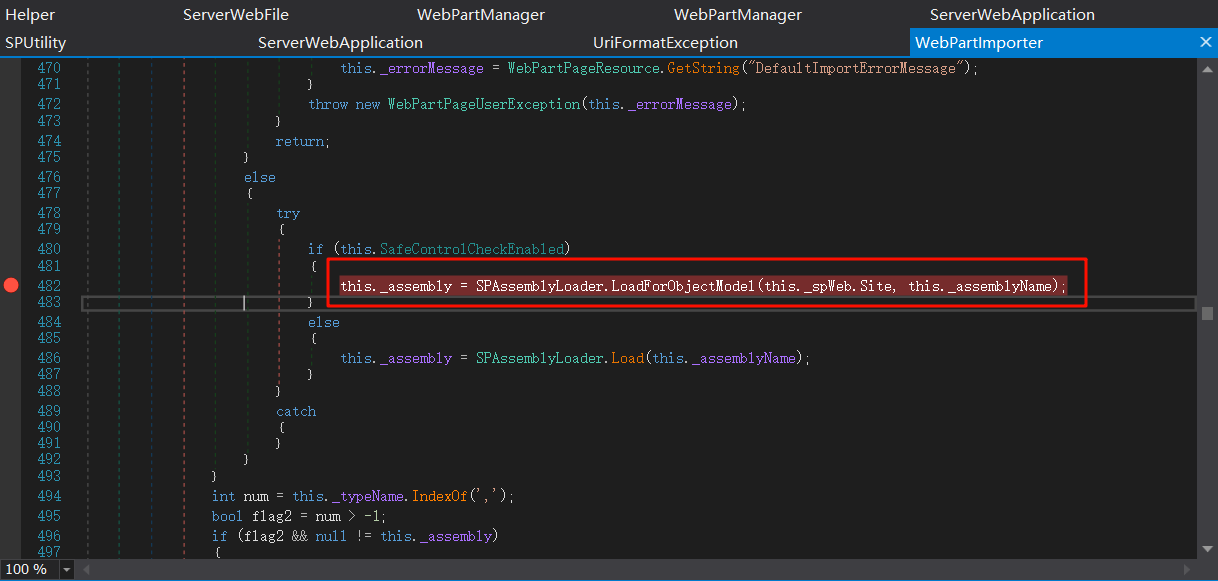 Helper ServerWebFile WebPartManager WebPartManager ServerWebApplication
SPUtility ServerWebApplication UriFormatException WebPartImporter
470 this._errorMessage = WebPartPageResource.GetString("DefaultImportErrorMessage");
471 }
472 throw new WebPartPageUserException(this._errorMessage);
473 }
474 return;
475 }
476 else
477 {
478 try
479 {
480 if (this.SafeControlCheckEnabled)
481 {
482 this._assembly = SPAssemblyLoader.LoadForObjectModel(this._spWeb.Site, this._assemblyName);
483 }
484 else
485 {
486 this._assembly = SPAssemblyLoader.Load(this._assemblyName);
487 }
488 }
489 catch
490 {
491 }
492 }
493 }
494 int num = this._typeName.IndexOf(',');
495 bool flag2 = num > -1;
496 if (flag2 && null != this._assembly)
497 {
100 %